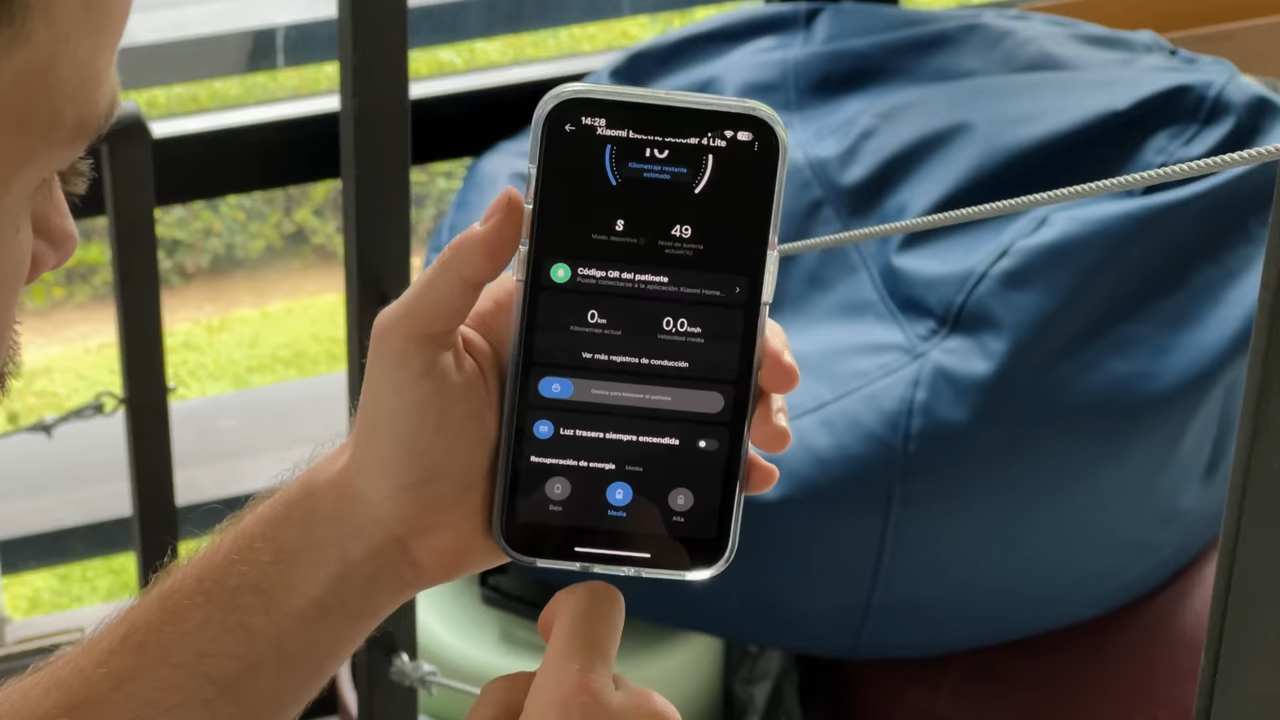 14:28
Xiaomi Electric Scooter 4 Lite
Kilometraje restante
estimado
S
49
Modo deportivo
Nivel de batería
actual(%)
Código QR del patinete
Puede conectarse a la aplicación Xiaomi Home...
0km
0,0km/h
Kilometraje actual
velocidad media
Ver más registros de conducción
Desliza para bloquear el patinete
Luz trasera siempre encendida
Recuperación de energía Media
Baja
Media
Alta